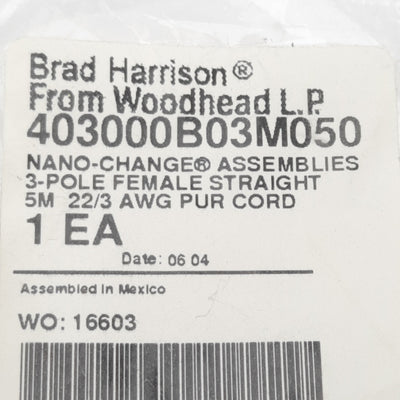 Brad Harrison®
From Woodhead L.P.
403000B03M050
NANO-CHANGE® ASSEMBLIES
3-POLE FEMALE STRAIGHT
5M 22/3 AWG PUR CORD
1 EA
Date: 06 04
Assembled in Mexico
WO: 16603